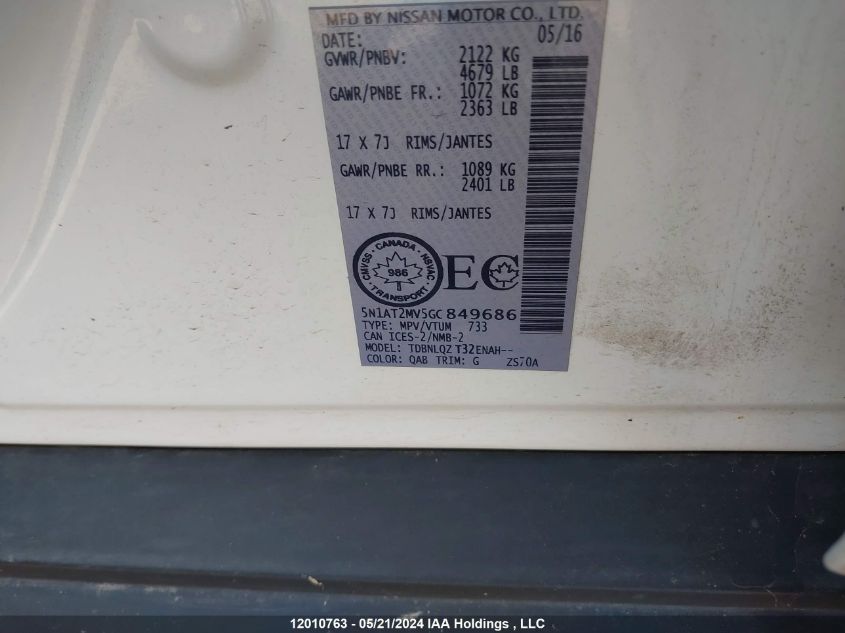 MFD BY NISSAN MOTOR CO., LTD.
DATE: 05/16
GVWR/PNBV: 2122 KG
4679 LB
GAWR/PNBE FR.: 1072 KG
2363 LB
17 X 7J RIMS/JANTES
GAWR/PNBE RR.: 1089 KG
2401 LB
17 X 7J RIMS/JANTES
CANADA · NSVAC · TRANSPORT · CMVSS ·
986
EC
5N1AT2MV5GC849686
TYPE: MPV/VTUM 733
CAN ICES-2/NMB-2
MODEL: TDBNLQZ T32ENAH--
COLOR: QAB TRIM: G ZS70A
12010763 - 05/21/2024 IAA Holdings , LLC